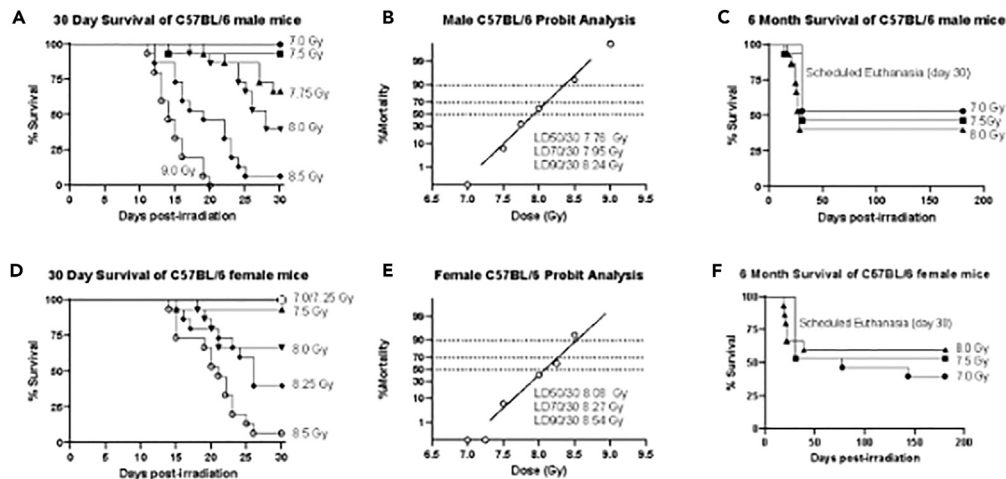 A
30 Day Survival of C57BL/6 male mice
% Survival
100
75
50
25
0
0
5
10
15
20
25
30
Days post-irradiation
7.0 Gy
7.5 Gy
7.75 Gy
8.0 Gy
8.5 Gy
9.0 Gy
B
Male C57BL/6 Probit Analysis
%Mortality
99
90
70
50
30
10
1
6.5
7.0
7.5
8.0
8.5
9.0
9.5
Dose (Gy)
LD50/30 7.76 Gy
LD70/30 7.95 Gy
LD90/30 8.24 Gy
C
6 Month Survival of C57BL/6 male mice
% Survival
100
75
50
25
0
0
50
100
150
200
Days post-irradiation
Scheduled Euthanasia (day 30)
7.0 Gy
7.5Gy
8.0 Gy
D
30 Day Survival of C57BL/6 female mice
% Survival
100
75
50
25
0
0
5
10
15
20
25
30
Days post-irradiation
7.0/7.25 Gy
7.5 Gy
8.0 Gy
8.25 Gy
8.5 Gy
E
Female C57BL/6 Probit Analysis
%Mortality
99
90
70
50
30
10
1
6.5
7.0
7.5
8.0
8.5
9.0
9.5
Dose (Gy)
LD50/30 8.08 Gy
LD70/30 8.27 Gy
LD90/30 8.54 Gy
F
6 Month Survival of C57BL/6 female mice
% Survival
100
75
50
25
0
0
50
100
150
200
Days post-irradiation
Scheduled Euthanasia (day 30)
8.0 Gy
7.5 Gy
7.0 Gy